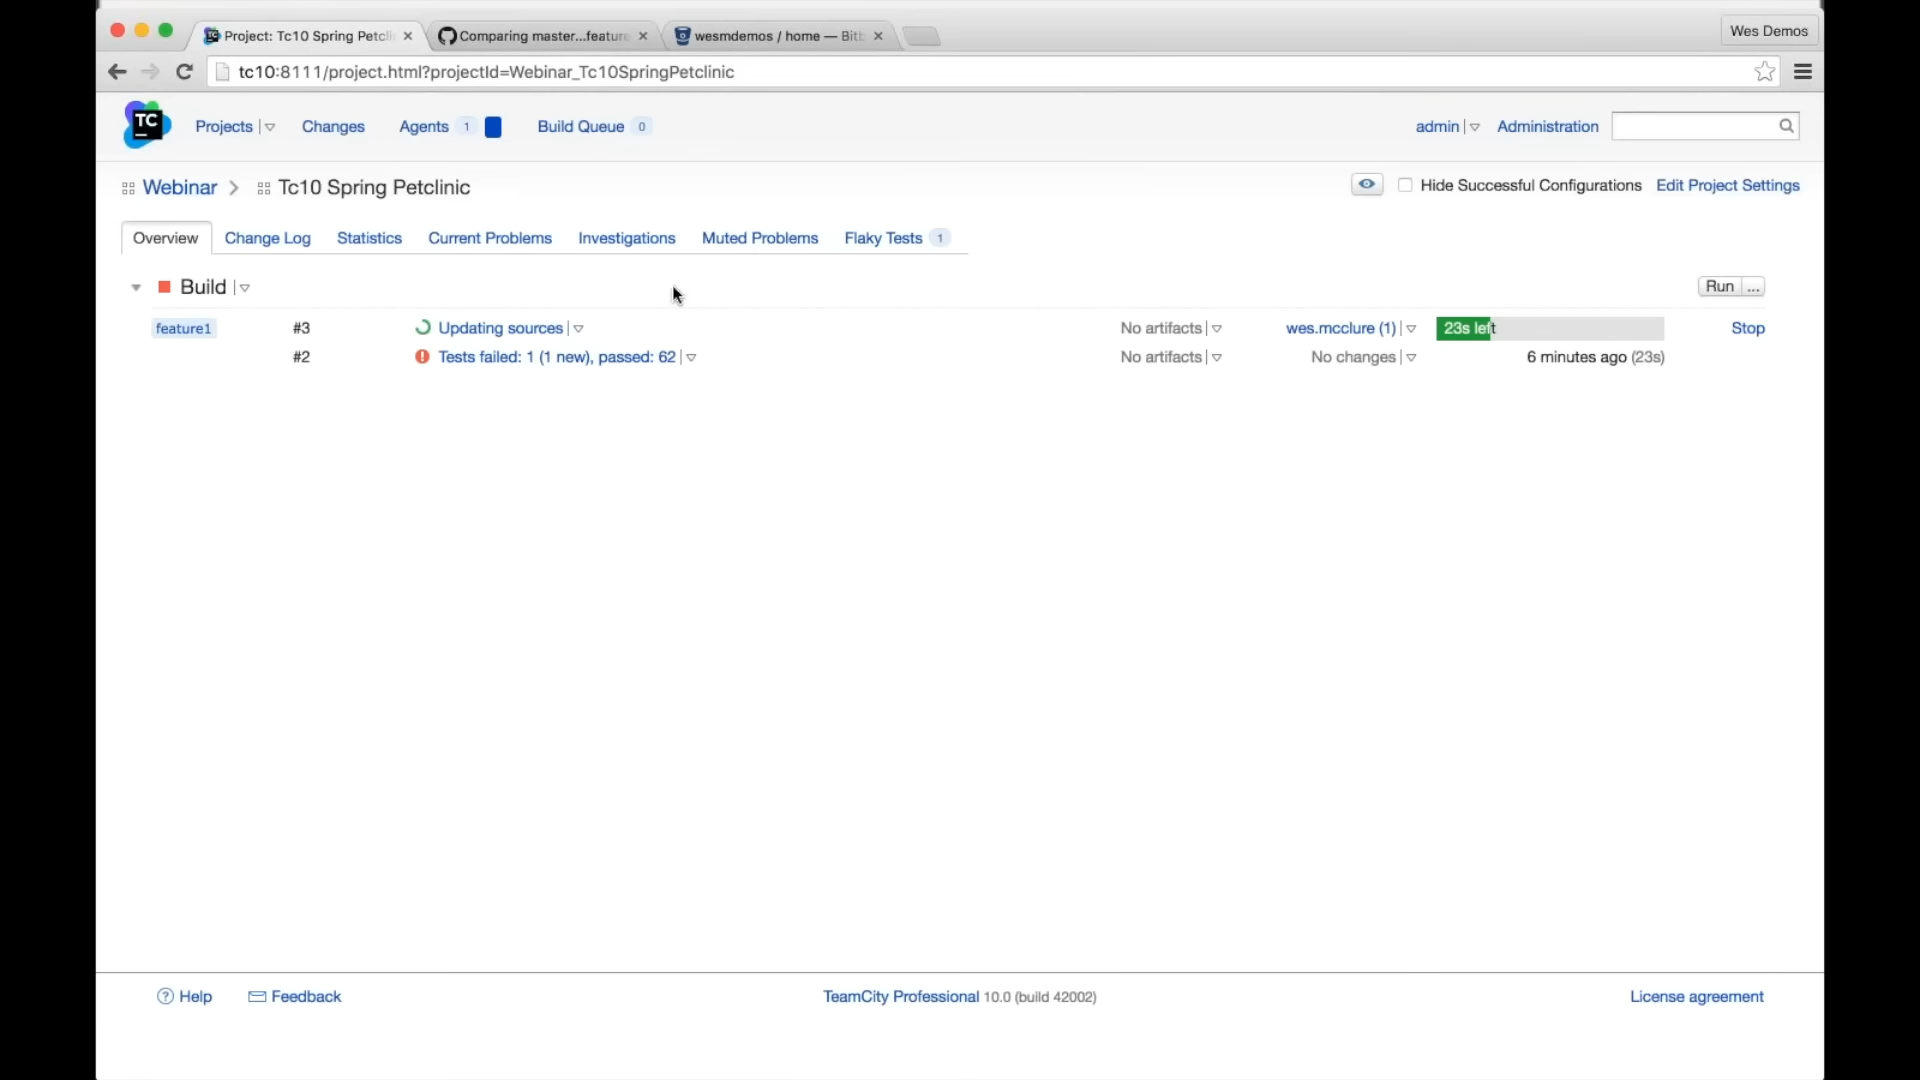 Project: Tc10 Spring Petcli
Comparing master...feature
wesmdemos / home — Bitb
Wes Demos
tc10:8111/project.html?projectId=Webinar_Tc10SpringPetclinic
TC
Projects
Changes
Agents 1
Build Queue 0
admin
Administration
Webinar
Tc10 Spring Petclinic
Hide Successful Configurations
Edit Project Settings
Overview
Change Log
Statistics
Current Problems
Investigations
Muted Problems
Flaky Tests 1
Build
Run ...
feature1 #3 Updating sources No artifacts wes.mcclure (1) 23s left Stop
#2 Tests failed: 1 (1 new), passed: 62 No artifacts No changes 6 minutes ago (23s)
Help
Feedback
TeamCity Professional 10.0 (build 42002)
License agreement